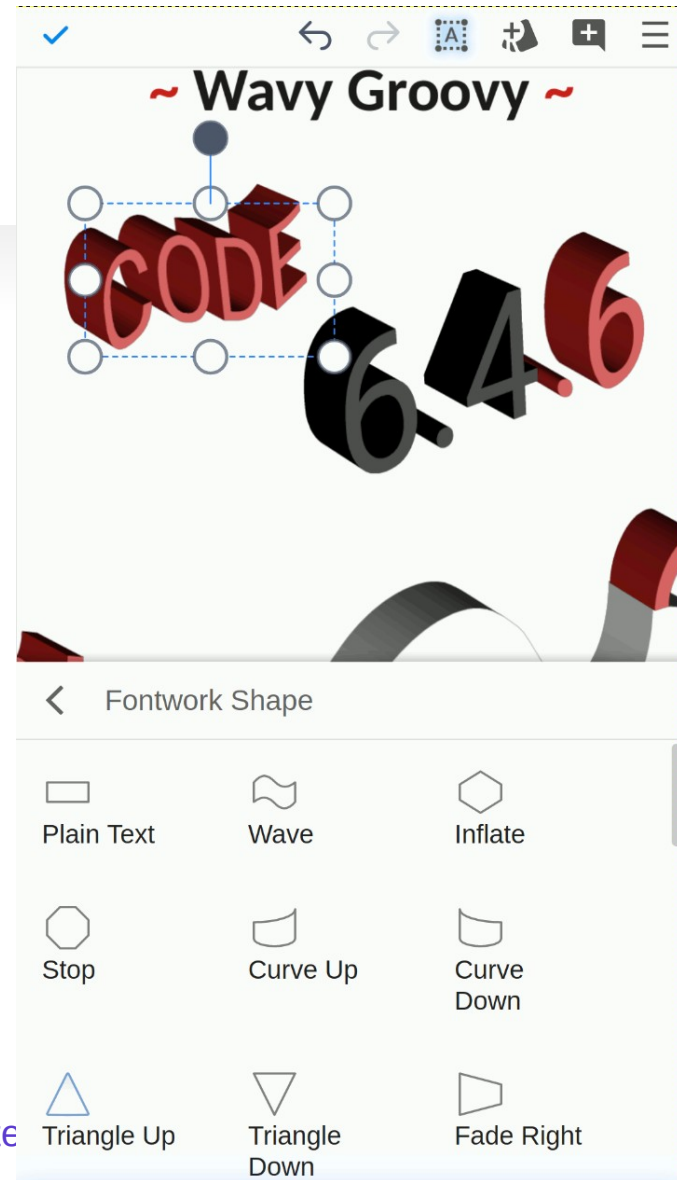 A
~ Wavy Groovy ~
CODE
6.4.6
Fontwork Shape
Plain Text
Wave
Inflate
Stop
Curve Up
Curve
Down
Triangle Up
Triangle
Down
Fade Right